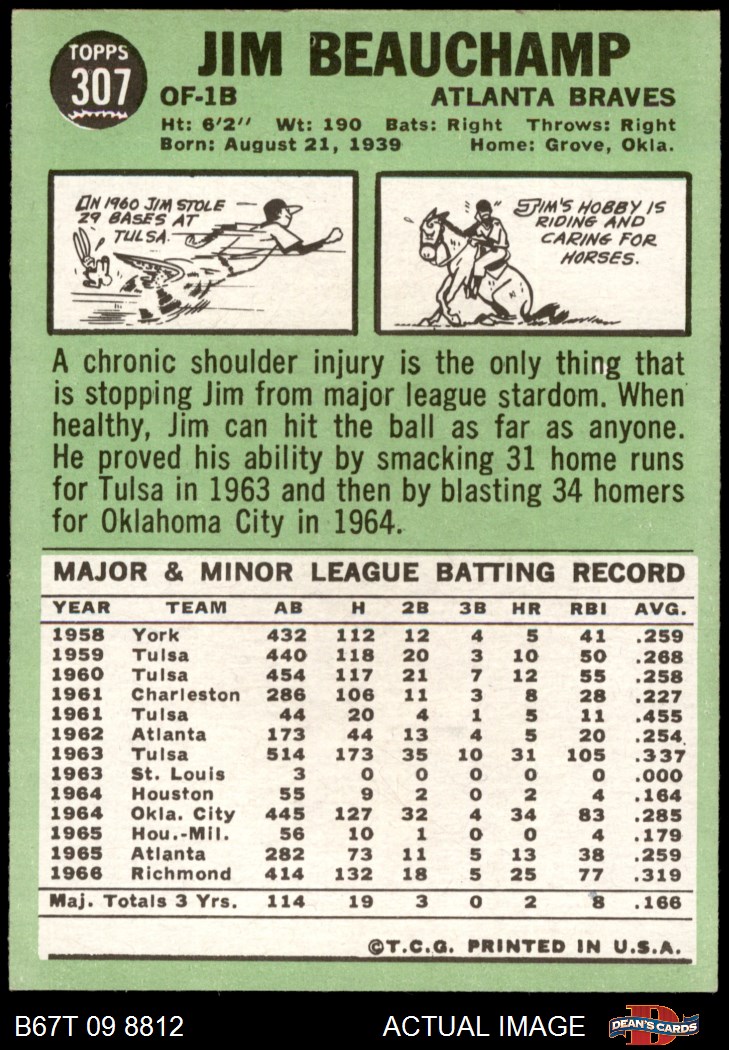 TOPPS
307
JIM BEAUCHAMP
OF-1B ATLANTA BRAVES
Ht: 6'2" Wt: 190 Bats: Right Throws: Right
Born: August 21, 1939 Home: Grove, Okla.
IN 1960 JIM STOLE
29 BASES AT
TULSA.
JIM'S HOBBY IS
RIDING AND
CARING FOR
HORSES.
A chronic shoulder injury is the only thing that
is stopping Jim from major league stardom. When
healthy, Jim can hit the ball as far as anyone.
He proved his ability by smacking 31 home runs
for Tulsa in 1963 and then by blasting 34 homers
for Oklahoma City in 1964.
MAJOR & MINOR LEAGUE BATTING RECORD
YEAR TEAM AB H 2B 3B HR RBI AVG.
1958 York 432 112 12 4 5 41 .259
1959 Tulsa 440 118 20 3 10 50 .268
1960 Tulsa 454 117 21 7 12 55 .258
1961 Charleston 286 106 11 3 8 28 .227
1961 Tulsa 44 20 4 1 5 11 .455
1962 Atlanta 173 44 13 4 5 20 .254
1963 Tulsa 514 173 35 10 31 105 .337
1963 St. Louis 3 0 0 0 0 0 .000
1964 Houston 55 9 2 0 2 4 .164
1964 Okla. City 445 127 32 4 34 83 .285
1965 Hou.-Mil. 56 10 1 0 0 4 .179
1965 Atlanta 282 73 11 5 13 38 .259
1966 Richmond 414 132 18 5 25 77 .319
Maj. Totals 3 Yrs. 114 19 3 0 2 8 .166
©T.C.G. PRINTED IN U.S.A.
B67T 09 8812 ACTUAL IMAGE D DEAN'S CARDS